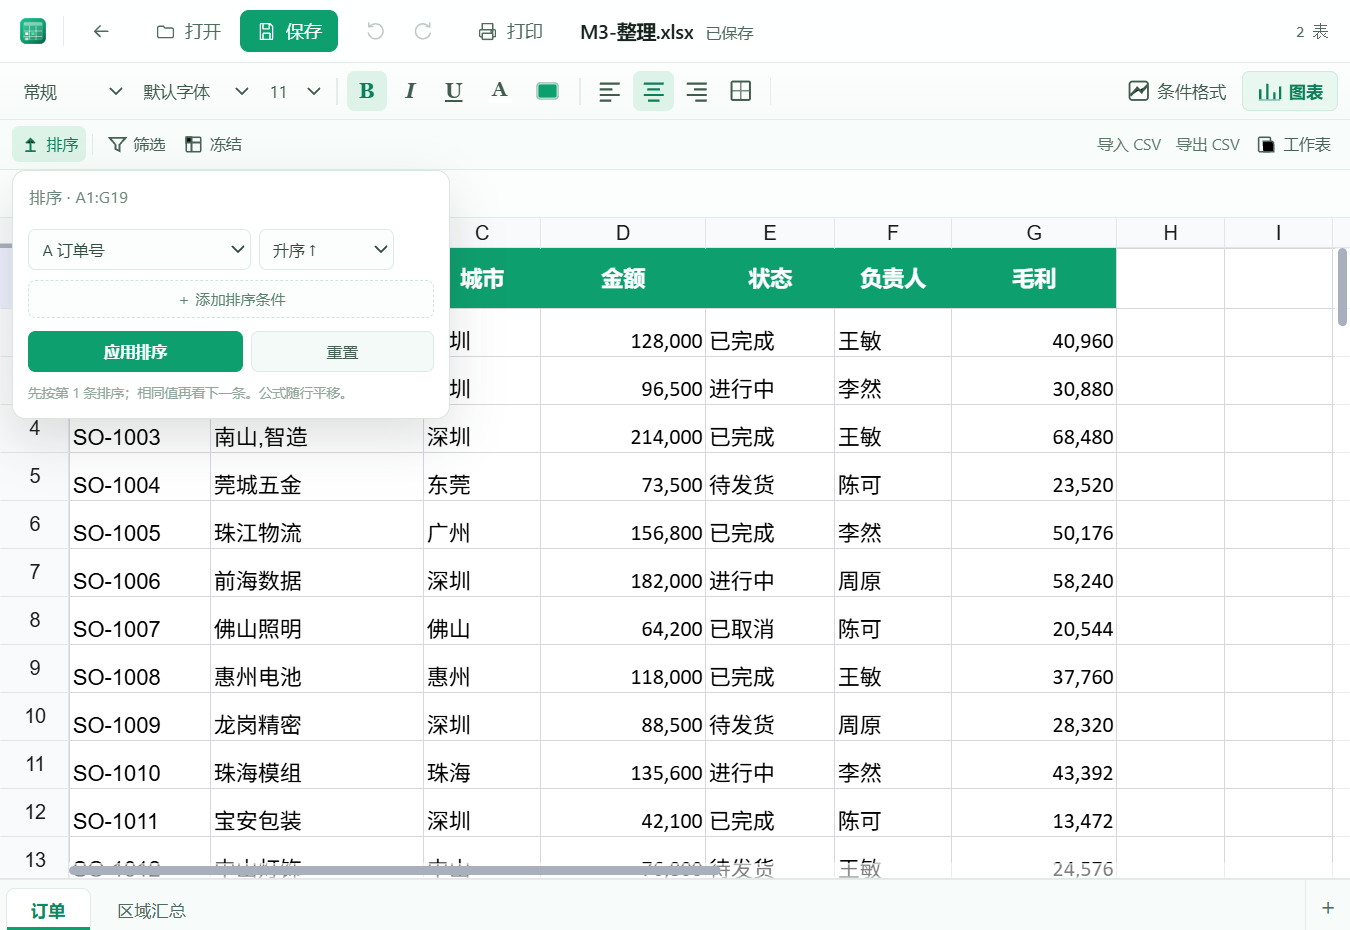 打开
保存
打印
M3-整理.xlsx 已保存
2 表
常规
默认字体
11
B I U A
条件格式
图表
排序
筛选
冻结
导入 CSV
导出 CSV
工作表
排序 · A1:G19
A 订单号
升序↑
+ 添加排序条件
应用排序
重置
先按第 1 条排序；相同值再看下一条。公式随行平移。
C D E F G H I
城市 金额 状态 负责人 毛利
圳 128,000 已完成 王敏 40,960
圳 96,500 进行中 李然 30,880
4 SO-1003 南山,智造 深圳 214,000 已完成 王敏 68,480
5 SO-1004 莞城五金 东莞 73,500 待发货 陈可 23,520
6 SO-1005 珠江物流 广州 156,800 已完成 李然 50,176
7 SO-1006 前海数据 深圳 182,000 进行中 周原 58,240
8 SO-1007 佛山照明 佛山 64,200 已取消 陈可 20,544
9 SO-1008 惠州电池 惠州 118,000 已完成 王敏 37,760
10 SO-1009 龙岗精密 深圳 88,500 待发货 周原 28,320
11 SO-1010 珠海模组 珠海 135,600 进行中 李然 43,392
12 SO-1011 宝安包装 深圳 42,100 已完成 陈可 13,472
13 SO-1012 中山灯饰 中山 76,800 待发货 王敏 24,576
订单
区域汇总
+